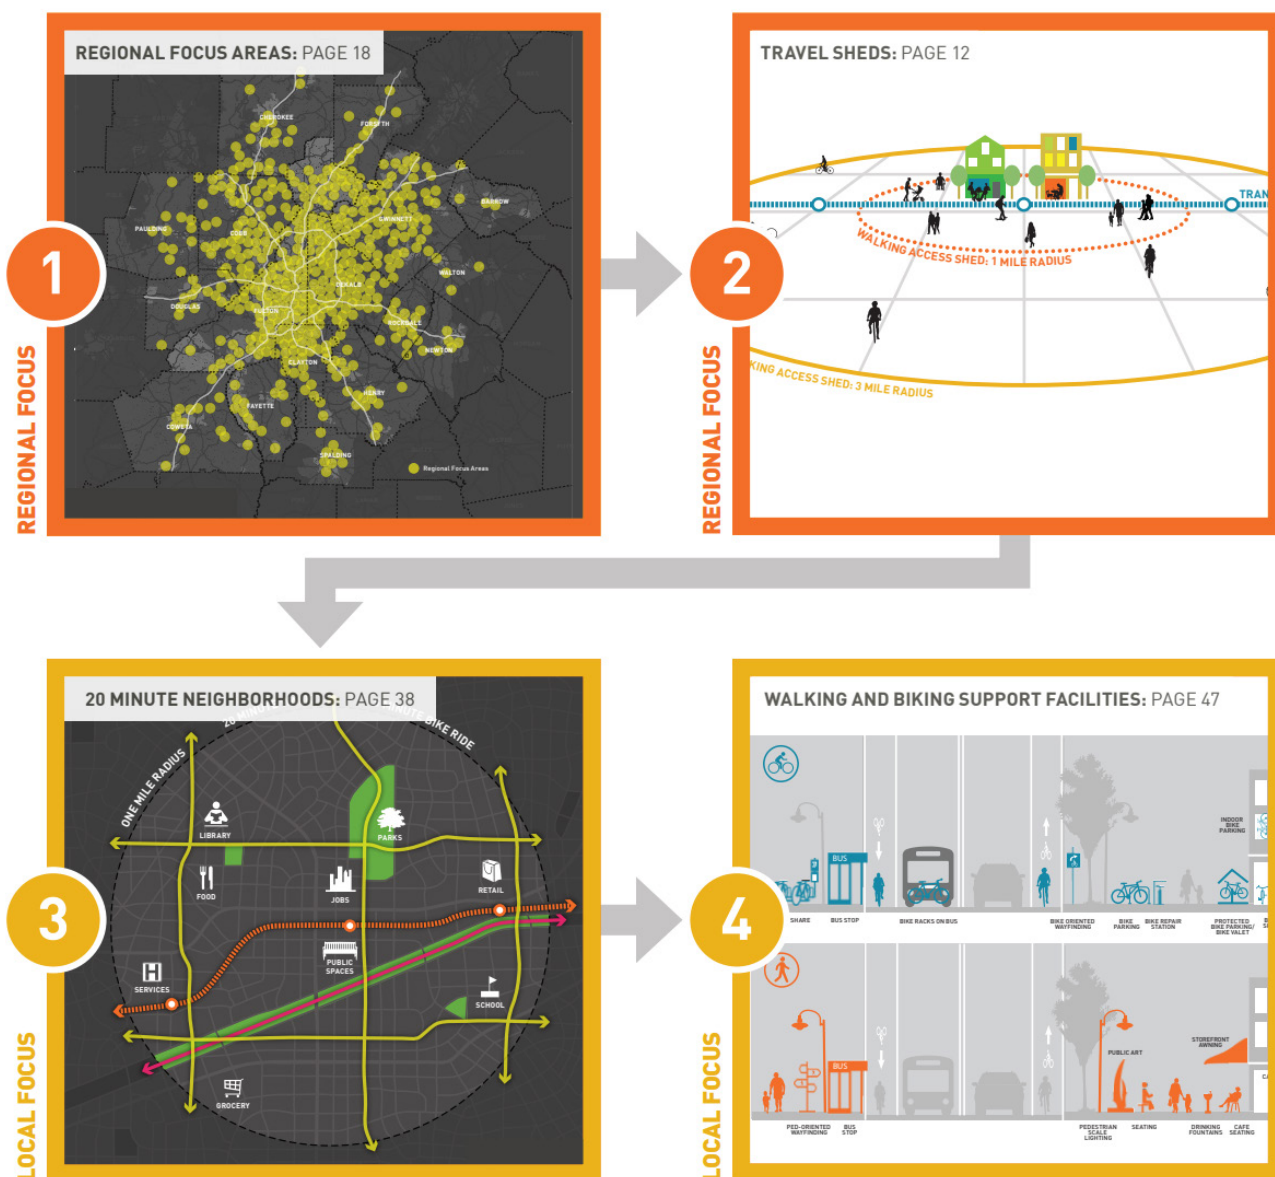 REGIONAL FOCUS AREAS: PAGE 18
CHEROKEE
FORSYTH
BARROW
PAULDING
COBB
GWINNETT
WALTON
DEKALB
DOUGLAS
FULTON
ROCKDALE
NEWTON
CLAYTON
HENRY
FAYETTE
COWETA
SPALDING
Regional Focus Areas
1
REGIONAL FOCUS
TRAVEL SHEDS: PAGE 12
TRAN
WALKING ACCESS SHED: 1 MILE RADIUS
KING ACCESS SHED: 3 MILE RADIUS
2
REGIONAL FOCUS
20 MINUTE NEIGHBORHOODS: PAGE 38
ONE MILE RADIUS
BIKE RIDE
LIBRARY
PARKS
FOOD
JOBS
RETAIL
PUBLIC
SPACES
SERVICES
SCHOOL
GROCERY
3
LOCAL FOCUS
WALKING AND BIKING SUPPORT FACILITIES: PAGE 47
INDOOR
BIKE
PARKING
BUS
SHARE
BUS STOP
BIKE RACKS ON BUS
BIKE ORIENTED
WAYFINDING
BIKE
PARKING
BIKE REPAIR
STATION
PROTECTED
BIKE PARKING/
BIKE VALET
4
PUBLIC ART
STOREFRONT
AWNING
BUS
PED-ORIENTED
WAYFINDING
BUS
STOP
PEDESTRIAN
SCALE
LIGHTING
SEATING
DRINKING
FOUNTAINS
CAFE
SEATING
LOCAL FOCUS